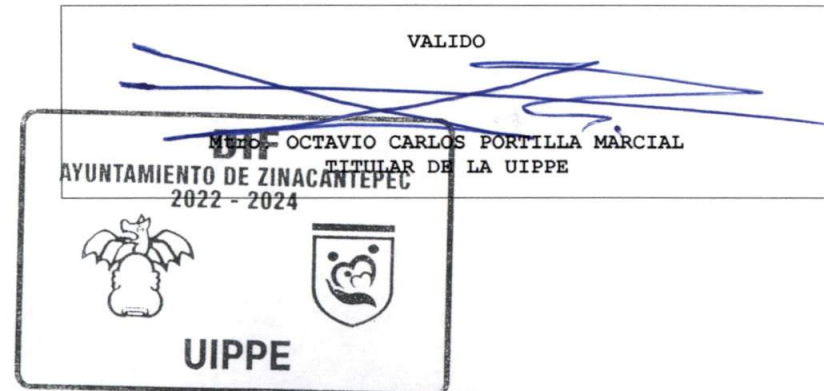 VALIDO
Mtro. OCTAVIO CARLOS PORTILLA MARCIAL
TITULAR DE LA UIPPE
DIF
AYUNTAMIENTO DE ZINACANTEPEC
2022 - 2024
UIPPE